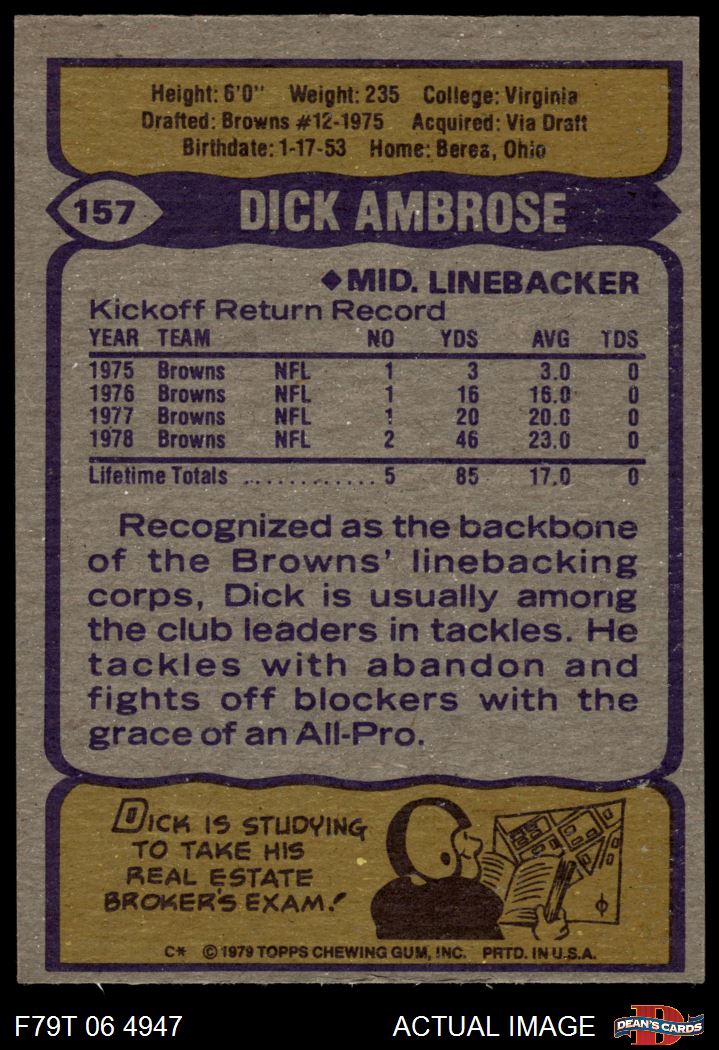 Height: 6'0" Weight: 235 College: Virginia
Drafted: Browns #12-1975 Acquired: Via Draft
Birthdate: 1-17-53 Home: Berea, Ohio
157 DICK AMBROSE
◆MID. LINEBACKER
Kickoff Return Record
YEAR TEAM NO YDS AVG TDS
1975 Browns NFL 1 3 3.0 0
1976 Browns NFL 1 16 16.0 0
1977 Browns NFL 1 20 20.0 0
1978 Browns NFL 2 46 23.0 0
Lifetime Totals ............ 5 85 17.0 0
Recognized as the backbone
of the Browns' linebacking
corps, Dick is usually among
the club leaders in tackles. He
tackles with abandon and
fights off blockers with the
grace of an All-Pro.
DICK IS STUDYING
TO TAKE HIS
REAL ESTATE
BROKER'S EXAM!
C* © 1979 TOPPS CHEWING GUM, INC. PRTD. IN U.S.A.
F79T 06 4947 ACTUAL IMAGE D DEAN'S CARDS